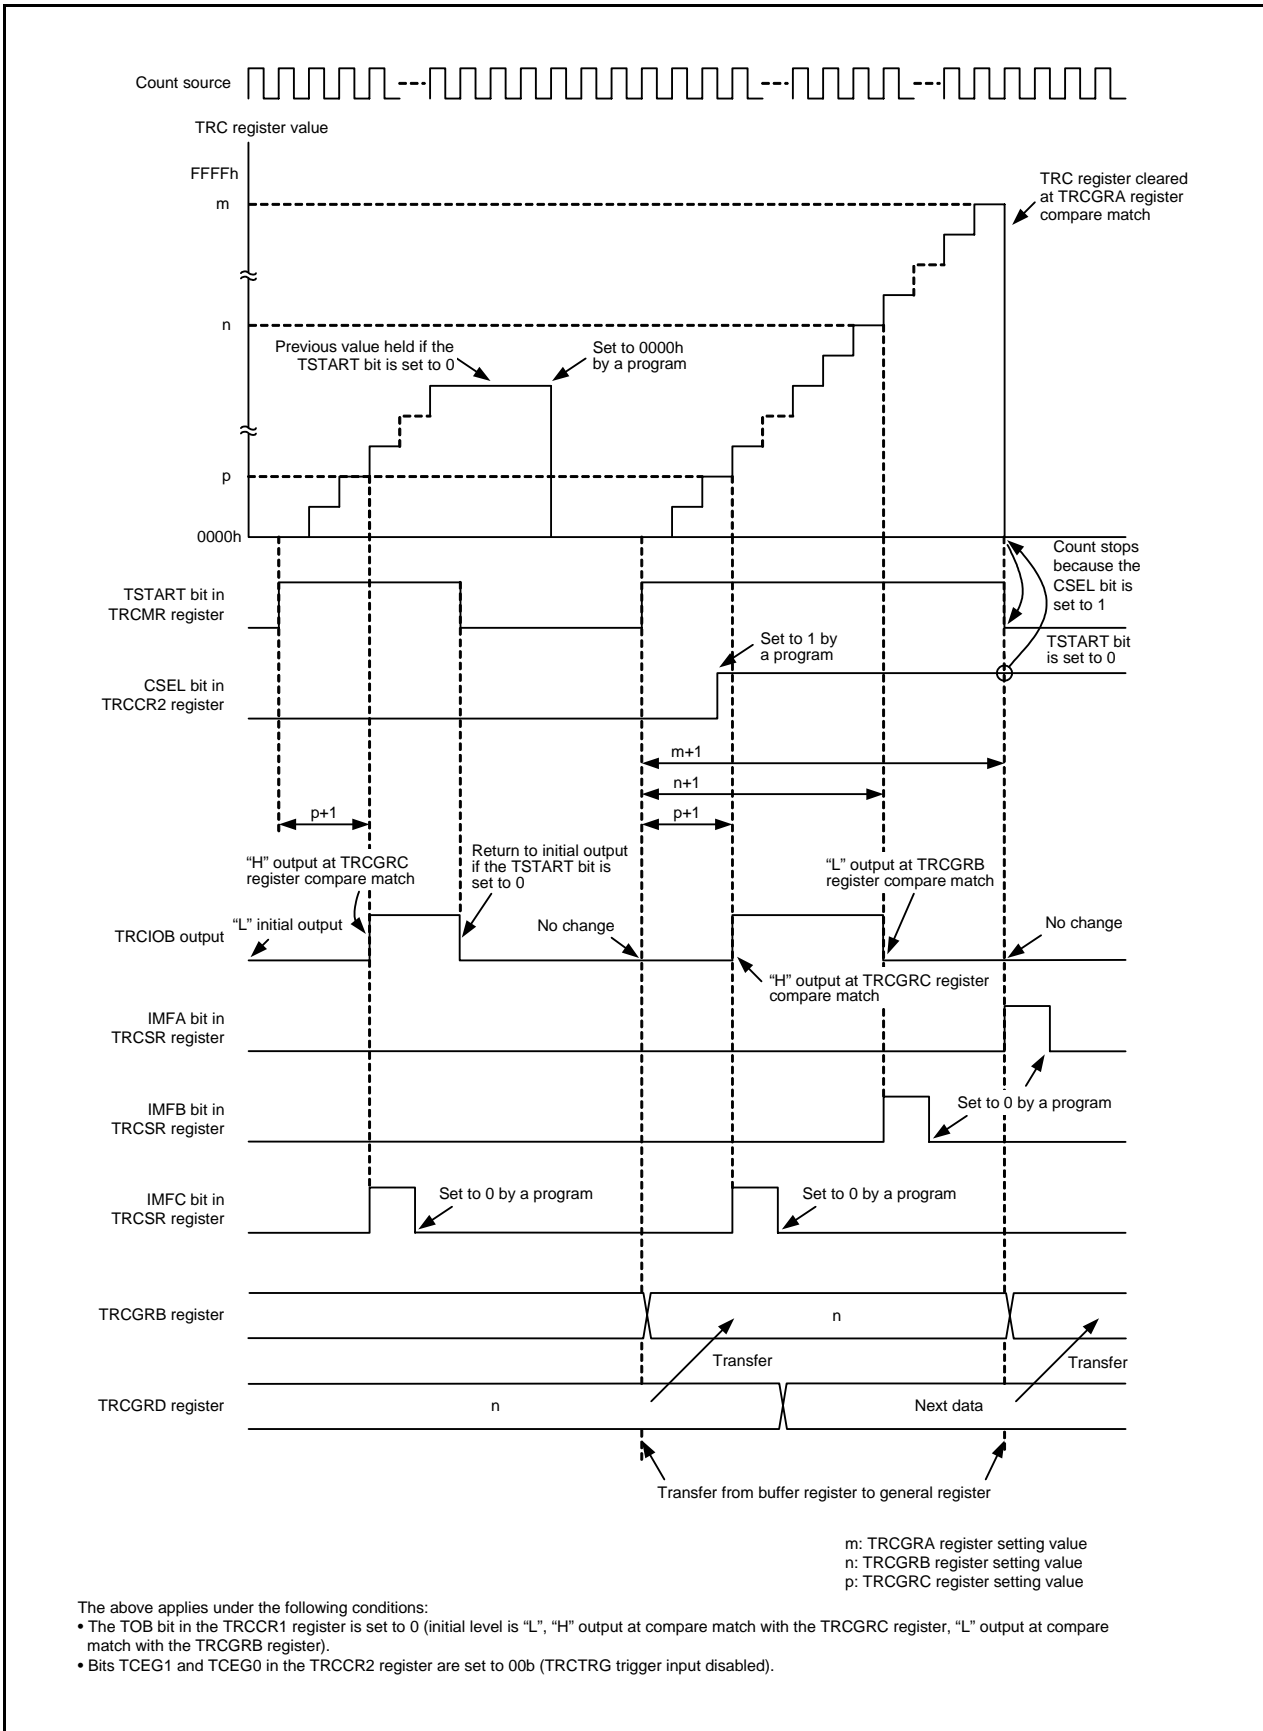 Count source
TRC register value
FFFFh
m
TRC register cleared
at TRCGRA register
compare match
n
Previous value held if the
TSTART bit is set to 0
Set to 0000h
by a program
p
0000h
Count stops
because the
CSEL bit is
set to 1
TSTART bit in
TRCMR register
Set to 1 by
a program
TSTART bit
is set to 0
CSEL bit in
TRCCR2 register
m+1
n+1
p+1
p+1
“H” output at TRCGRC
register compare match
Return to initial output
if the TSTART bit is
set to 0
“L” output at TRCGRB
register compare match
“L” initial output
No change
No change
TRCIOB output
“H” output at TRCGRC register
compare match
IMFA bit in
TRCSR register
Set to 0 by a program
IMFB bit in
TRCSR register
Set to 0 by a program
Set to 0 by a program
IMFC bit in
TRCSR register
TRCGRB register
n
Transfer
Transfer
TRCGRD register
n
Next data
Transfer from buffer register to general register
m: TRCGRA register setting value
n: TRCGRB register setting value
p: TRCGRC register setting value
The above applies under the following conditions:
• The TOB bit in the TRCCR1 register is set to 0 (initial level is “L”, “H” output at compare match with the TRCGRC register, “L” output at compare
match with the TRCGRB register).
• Bits TCEG1 and TCEG0 in the TRCCR2 register are set to 00b (TRCTRG trigger input disabled).